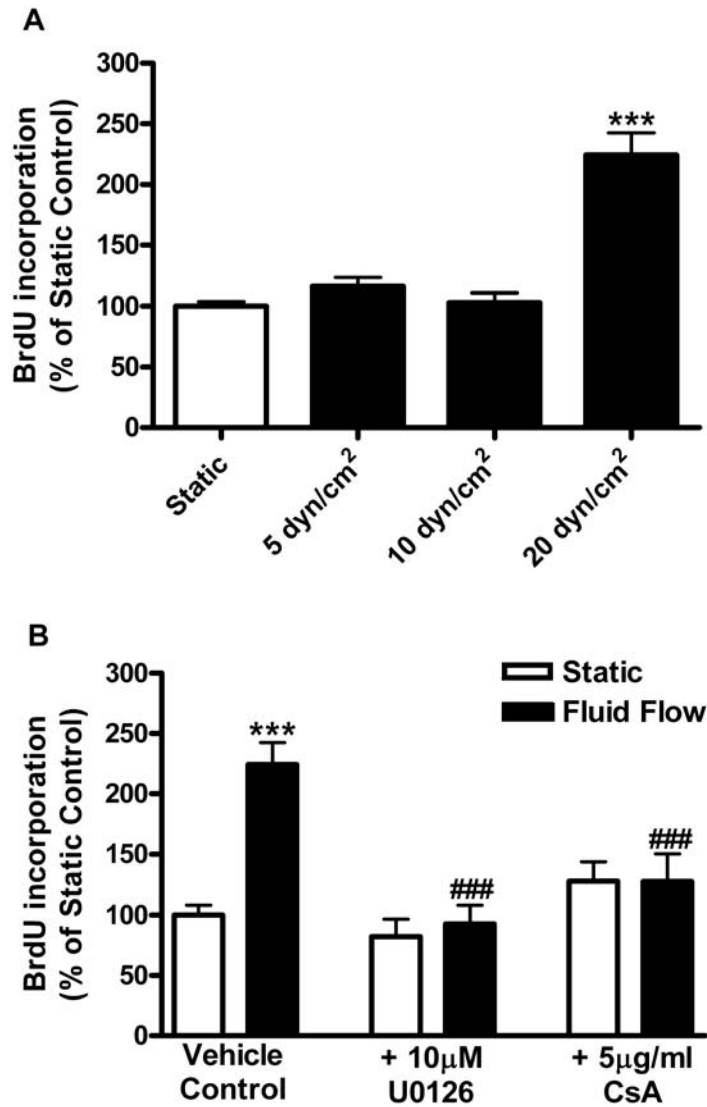 A
BrdU incorporation
(% of Static Control)
300
250
200
150
100
50
0
***
Static
5 dyn/cm²
10 dyn/cm²
20 dyn/cm²
B
BrdU incorporation
(% of Static Control)
300
250
200
150
100
50
0
Static
Fluid Flow
***
###
###
Vehicle
Control
+ 10μM
U0126
+ 5μg/ml
CsA